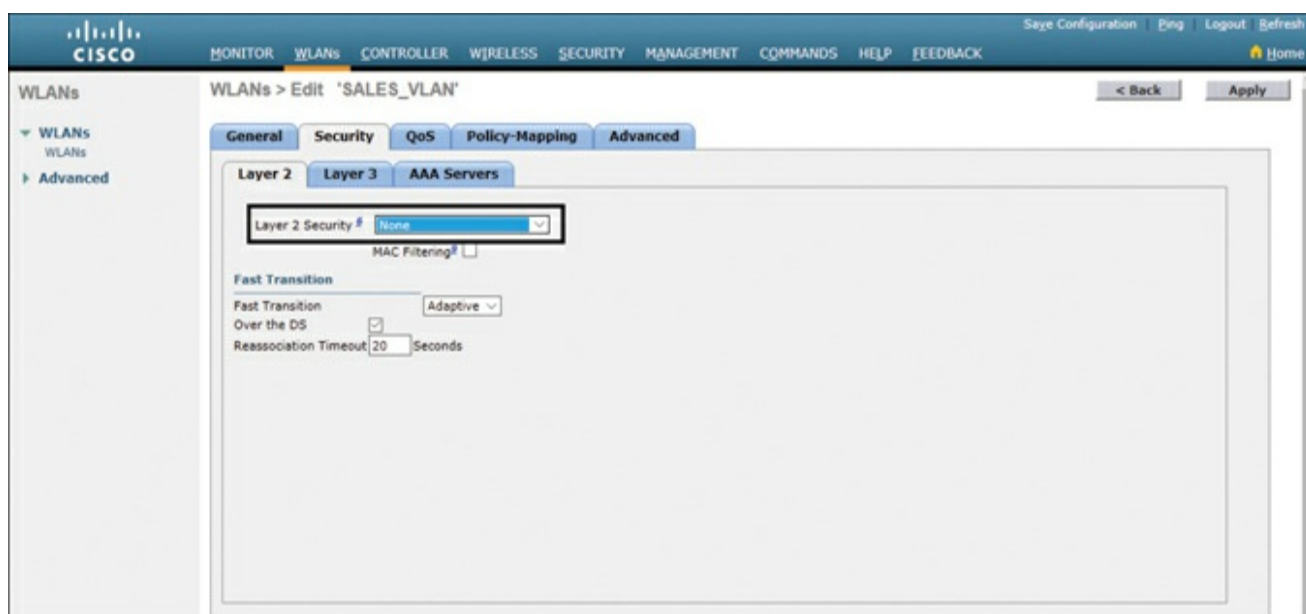 Save Configuration Ping Logout Refresh
CISCO MONITOR WLANs CONTROLLER WIRELESS SECURITY MANAGEMENT COMMANDS HELP FEEDBACK Home
WLANs
WLANs > Edit 'SALES_VLAN'
< Back Apply
WLANs
WLANs
Advanced
General Security QoS Policy-Mapping Advanced
Layer 2 Layer 3 AAA Servers
Layer 2 Security None
MAC Filtering
Fast Transition
Fast Transition Adaptive
Over the DS
Reassociation Timeout 20 Seconds